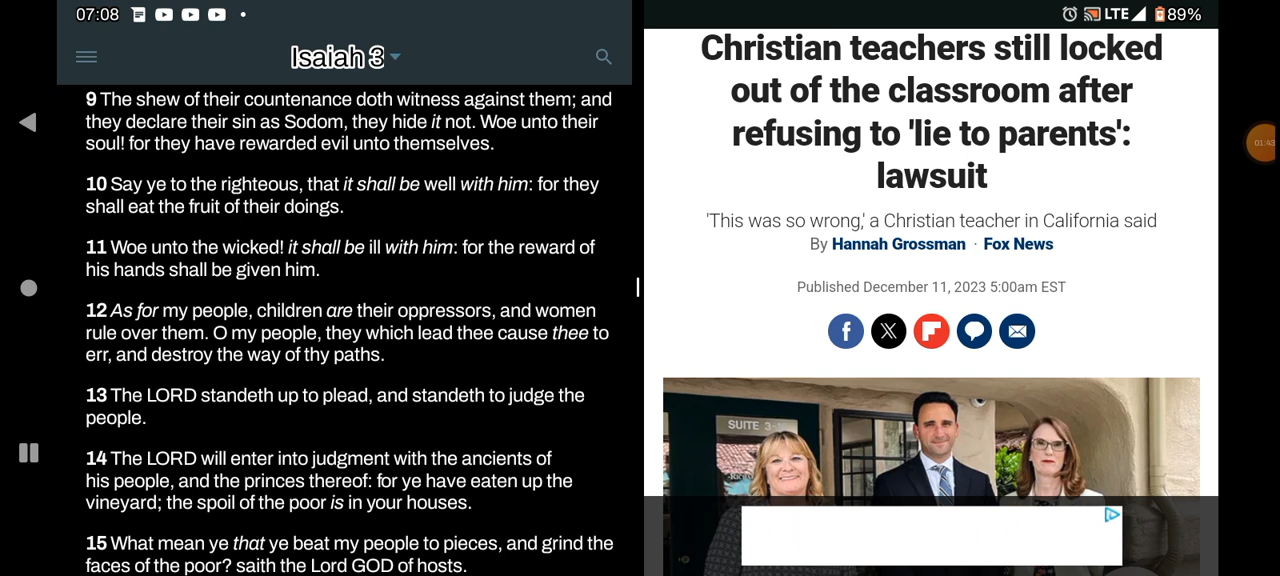 07:08
Isaiah 3
9 The shew of their countenance doth witness against them; and
they declare their sin as Sodom, they hide it not. Woe unto their
soul! for they have rewarded evil unto themselves.
10 Say ye to the righteous, that it shall be well with him: for they
shall eat the fruit of their doings.
11 Woe unto the wicked! it shall be ill with him: for the reward of
his hands shall be given him.
12 As for my people, children are their oppressors, and women
rule over them. O my people, they which lead thee cause thee to
err, and destroy the way of thy paths.
13 The LORD standeth up to plead, and standeth to judge the
people.
14 The LORD will enter into judgment with the ancients of
his people, and the princes thereof: for ye have eaten up the
vineyard; the spoil of the poor is in your houses.
15 What mean ye that ye beat my people to pieces, and grind the
faces of the poor? saith the Lord GOD of hosts.
LTE 89%
Christian teachers still locked
out of the classroom after
refusing to 'lie to parents':
lawsuit
'This was so wrong,' a Christian teacher in California said
By Hannah Grossman · Fox News
Published December 11, 2023 5:00am EST
SUITE 3-
01:43